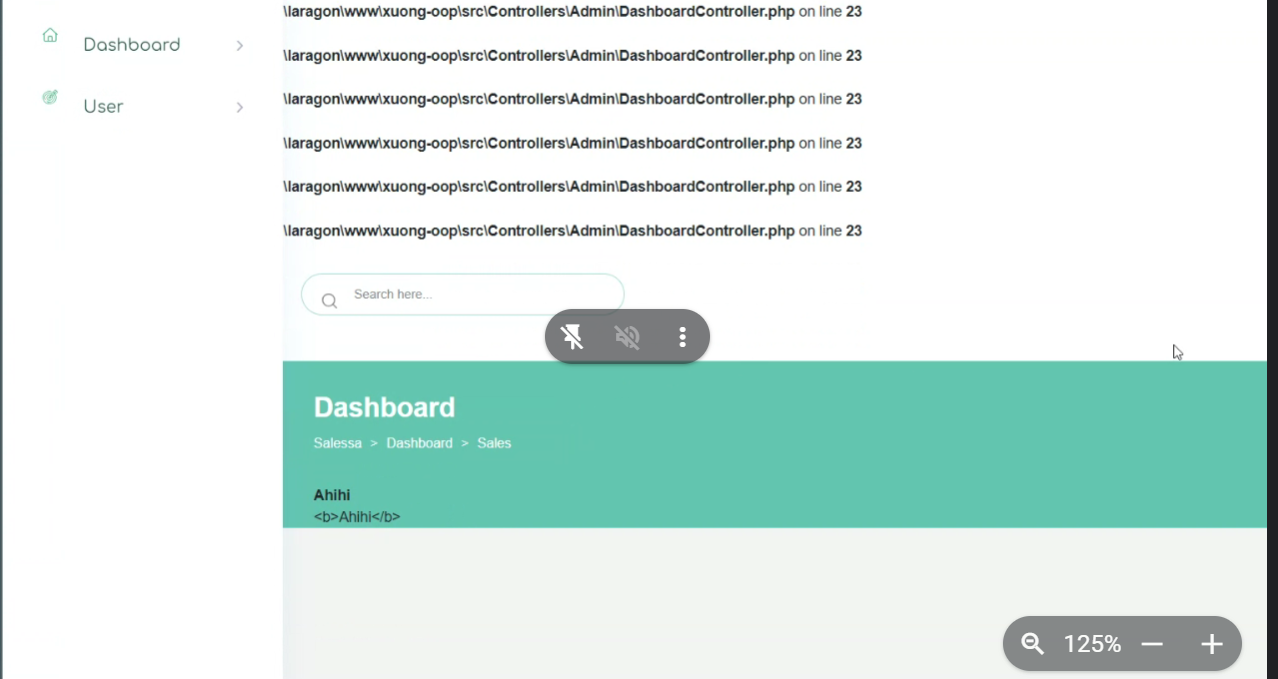 \laragon\www\xuong-oop\src\Controllers\Admin\DashboardController.php on line 23
Dashboard
\laragon\www\xuong-oop\src\Controllers\Admin\DashboardController.php on line 23
\laragon\www\xuong-oop\src\Controllers\Admin\DashboardController.php on line 23
User
\laragon\www\xuong-oop\src\Controllers\Admin\DashboardController.php on line 23
\laragon\www\xuong-oop\src\Controllers\Admin\DashboardController.php on line 23
\laragon\www\xuong-oop\src\Controllers\Admin\DashboardController.php on line 23
Search here...
Dashboard
Salessa > Dashboard > Sales
Ahihi
<b>Ahihi</b>
125%